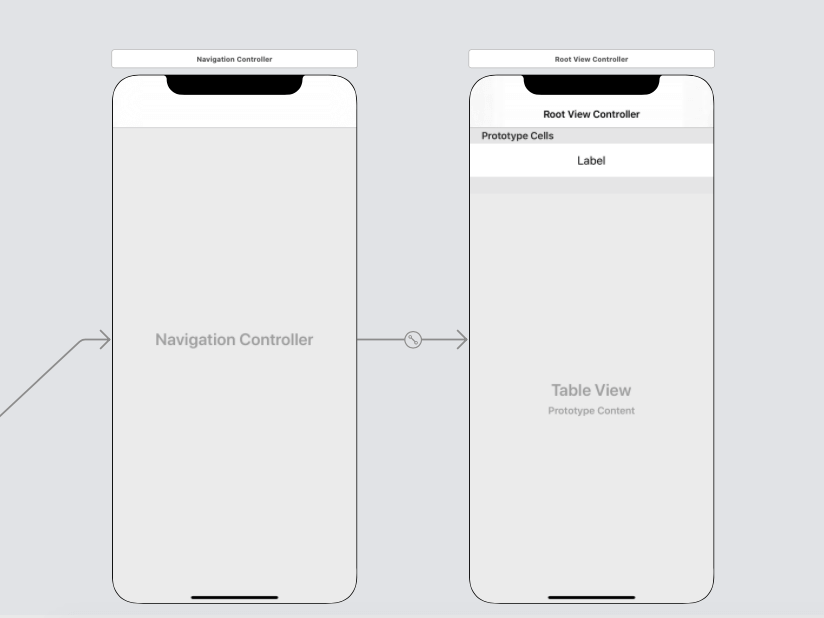 Navigation Controller
Root View Controller
Root View Controller
Prototype Cells
Label
Navigation Controller
Table View
Prototype Content